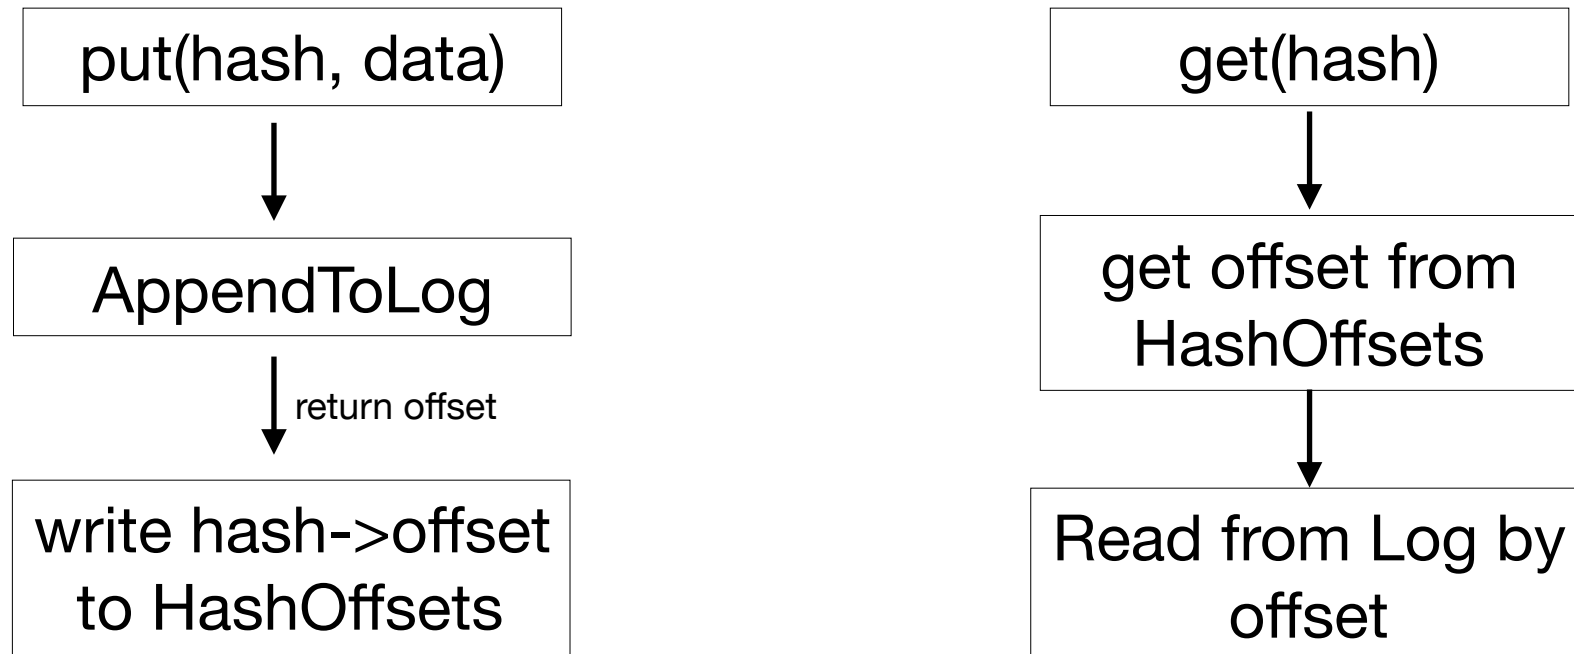 put(hash, data)
AppendToLog
return offset
write hash->offset
to HashOffsets
get(hash)
get offset from
HashOffsets
Read from Log by
offset